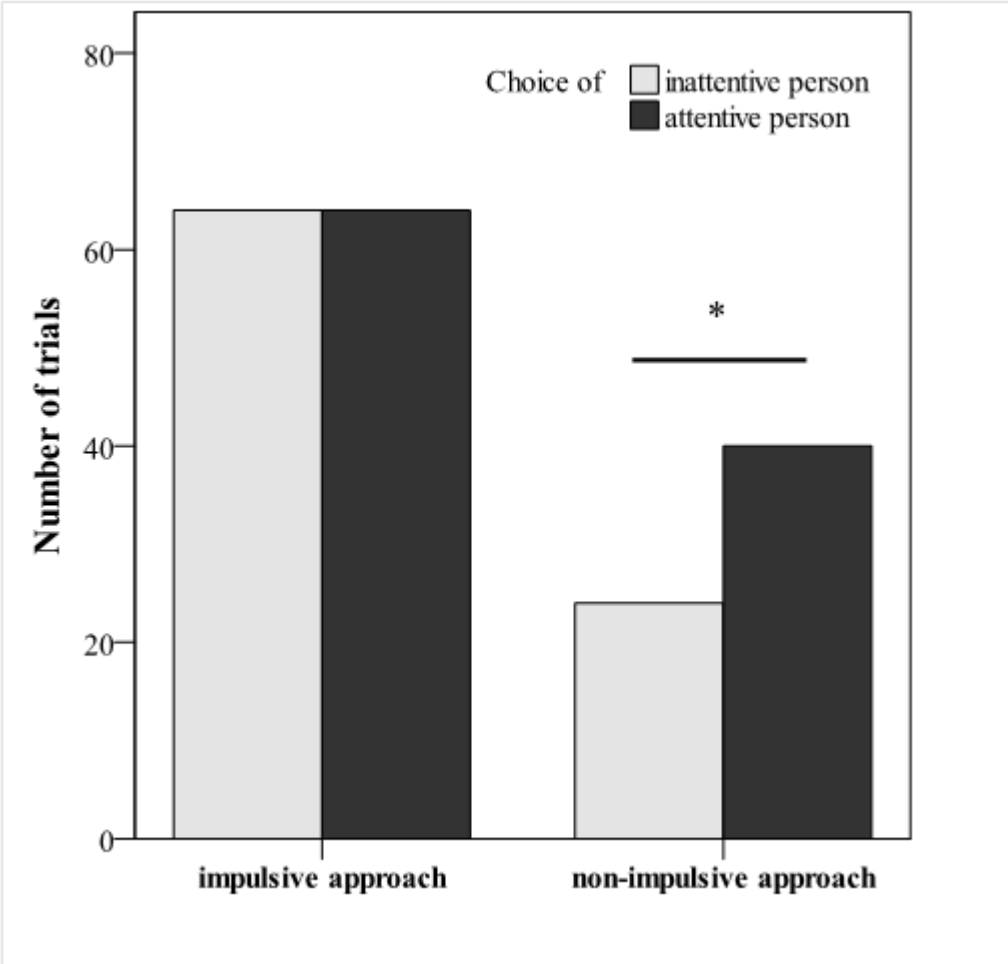 80
60
40
20
0
Number of trials
Choice of
inattentive person
attentive person
*
impulsive approach
non-impulsive approach